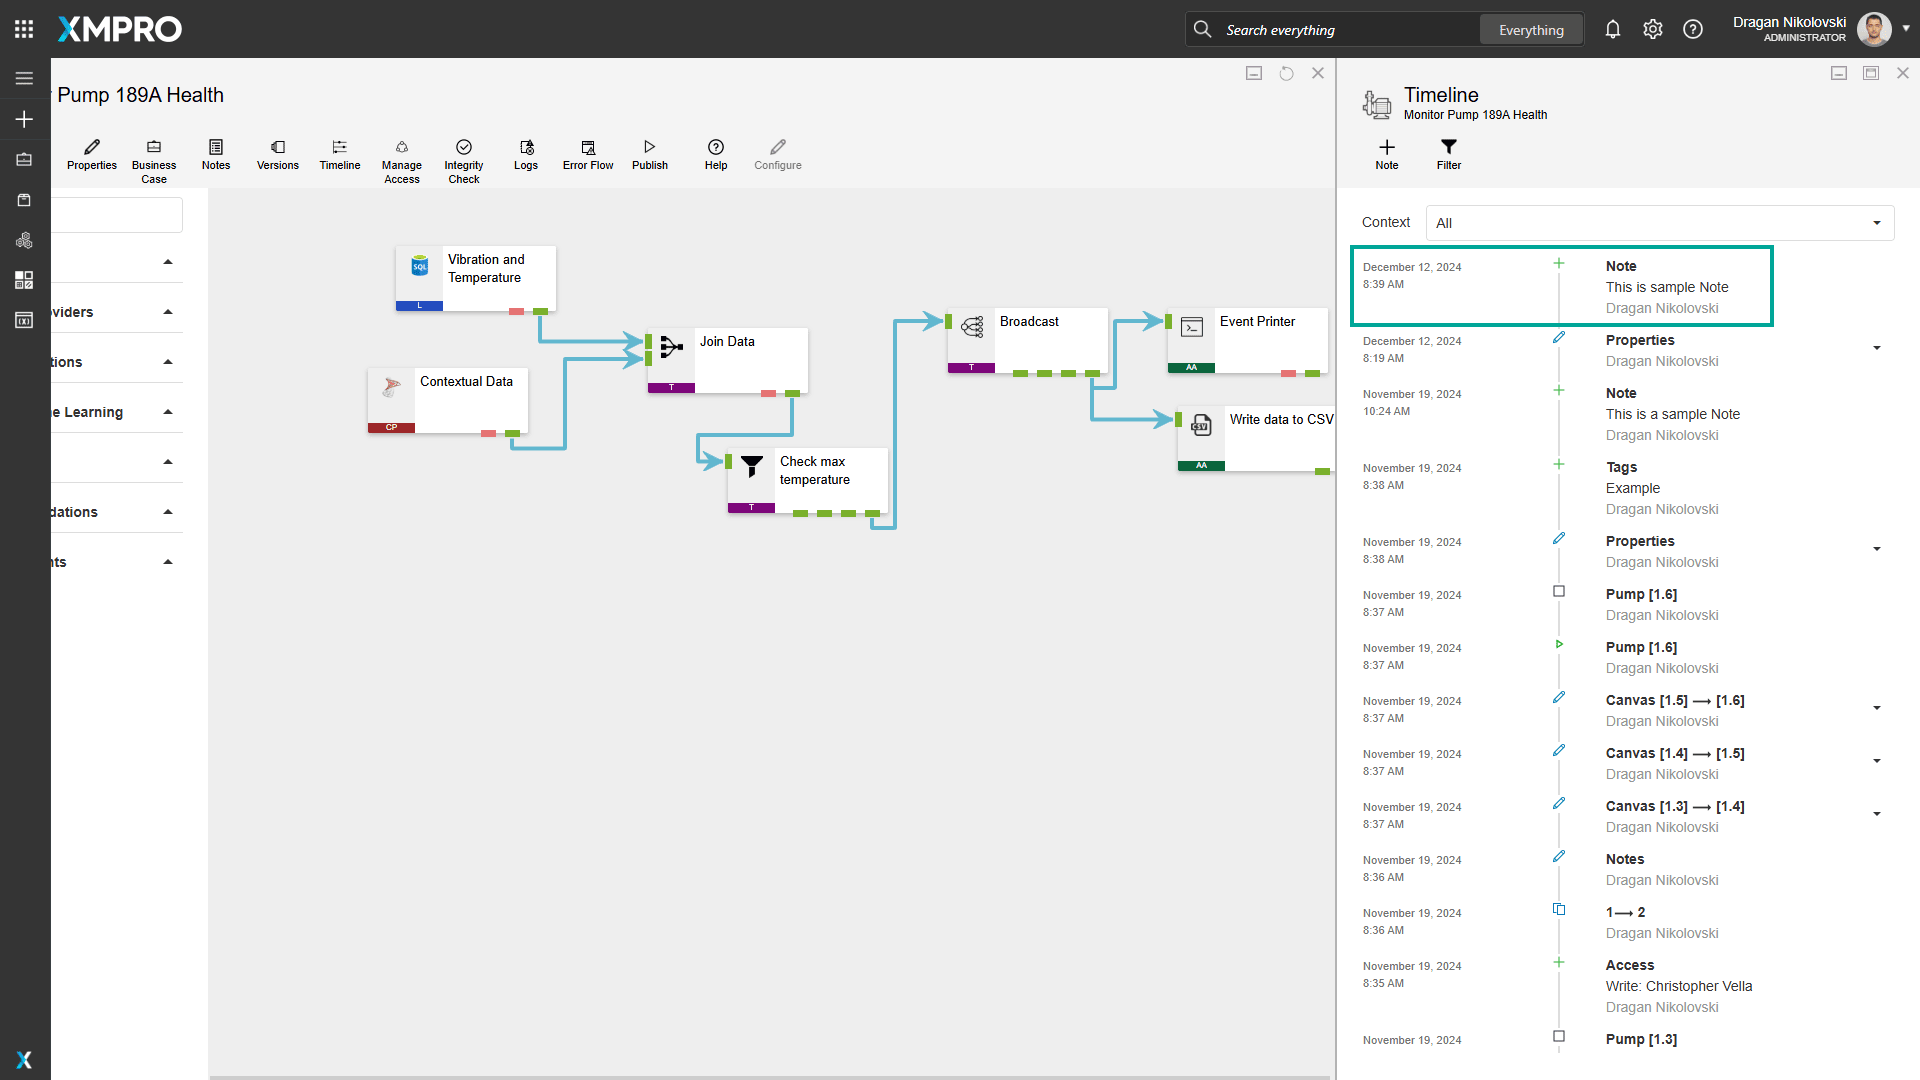 XMPRO
Search everything
Everything
Dragan Nikolovski
ADMINISTRATOR
r Pump 189A Health
Properties
Business
Case
Notes
Versions
Timeline
Manage
Access
Integrity
Check
Logs
Error Flow
Publish
Help
Configure
viders
tions
e Learning
dations
nts
SQL
Vibration and
Temperature
L
Contextual Data
CP
Join Data
T
Check max
temperature
T
Broadcast
T
Event Printer
AA
CSV
Write data to CSV
AA
Timeline
Monitor Pump 189A Health
Note
Filter
Context
All
December 12, 2024
8:39 AM
Note
This is sample Note
Dragan Nikolovski
December 12, 2024
8:19 AM
Properties
Dragan Nikolovski
November 19, 2024
10:24 AM
Note
This is a sample Note
Dragan Nikolovski
November 19, 2024
8:38 AM
Tags
Example
Dragan Nikolovski
November 19, 2024
8:38 AM
Properties
Dragan Nikolovski
November 19, 2024
8:37 AM
Pump [1.6]
Dragan Nikolovski
November 19, 2024
8:37 AM
Pump [1.6]
Dragan Nikolovski
November 19, 2024
8:37 AM
Canvas [1.5] ⟶ [1.6]
Dragan Nikolovski
November 19, 2024
8:37 AM
Canvas [1.4] ⟶ [1.5]
Dragan Nikolovski
November 19, 2024
8:37 AM
Canvas [1.3] ⟶ [1.4]
Dragan Nikolovski
November 19, 2024
8:36 AM
Notes
Dragan Nikolovski
November 19, 2024
8:36 AM
1⟶ 2
Dragan Nikolovski
November 19, 2024
8:35 AM
Access
Write: Christopher Vella
Dragan Nikolovski
November 19, 2024
Pump [1.3]